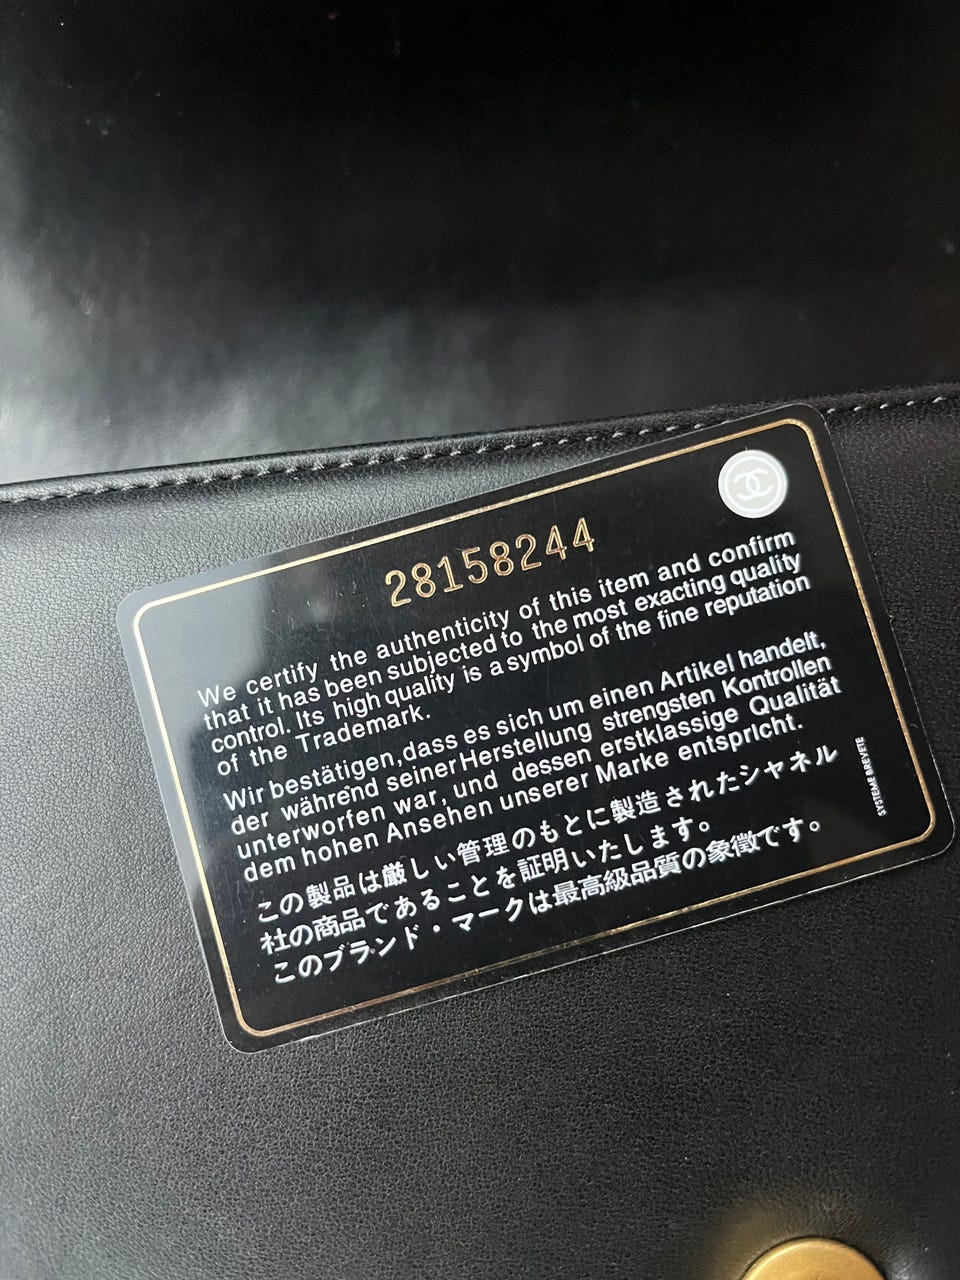 28158244
We certify the authenticity of this item and confirm
that it has been subjected to the most exacting quality
control. Its high quality is a symbol of the fine reputation
of the Trademark.
Wir bestätigen, dass es sich um einen Artikel handelt,
der während seiner Herstellung strengsten Kontrollen
unterworfen war, und dessen erstklassige Qualität
dem hohen Ansehen unserer Marke entspricht.
この製品は厳しい管理のもとに製造されたシャネル
社の商品であることを証明いたします。
このブランド・マークは最高級品質の象徴です。
SYSTEME BREVETE